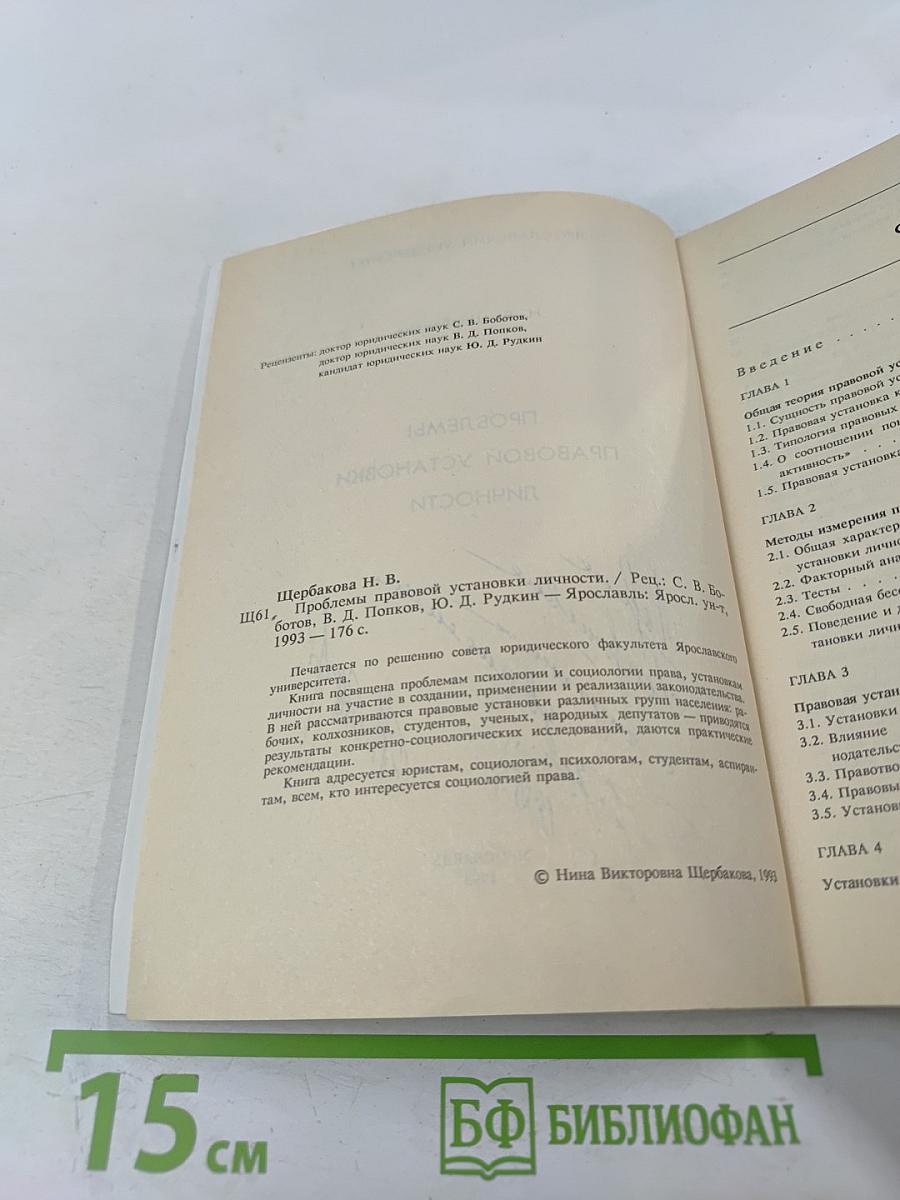 Рецензенты: доктор юридических наук С. В. Боботов,
доктор юридических наук В. Д. Попков,
кандидат юридических наук Ю. Д. Рудкин
ПРОБЛЕМЫ
ПРАВОВОЙ УСТАНОВКИ
ЛИЧНОСТИ
Щербакова Н. В.
Щ61 Проблемы правовой установки личности. / Рец.: С. В. Бо-
ботов, В. Д. Попков, Ю. Д. Рудкин — Ярославль: Яросл. ун-т,
1993 — 176 с.
Печатается по решению совета юридического факультета Ярославского
университета.
Книга посвящена проблемам психологии и социологии права, установкам
личности на участие в создании, применении и реализации законодательства.
В ней рассматриваются правовые установки различных групп населения: ра-
бочих, колхозников, студентов, ученых, народных депутатов — приводятся
результаты конкретно-социологических исследований, даются практические
рекомендации.
Книга адресуется юристам, социологам, психологам, студентам, аспиран-
там, всем, кто интересуется социологией права.
© Нина Викторовна Щербакова, 1993
Введение . . . .
ГЛАВА 1
Общая теория правовой ус
1.1. Сущность правовой ус
1.2. Правовая установка к
1.3. Типология правовых
1.4. О соотношении пон
активность» . . .
1.5. Правовая установка
ГЛАВА 2
Методы измерения п
2.1. Общая характер
установки лично
2.2. Факторный ана
2.3. Тесты . . . .
2.4. Свободная бесе
2.5. Поведение и д
тановки личн
ГЛАВА 3
Правовая устан
3.1. Установки
3.2. Влияние
нодательс
3.3. Правотво
3.4. Правовы
3.5. Установ
ГЛАВА 4
Установки
15 см
БФ БИБЛИОФАН